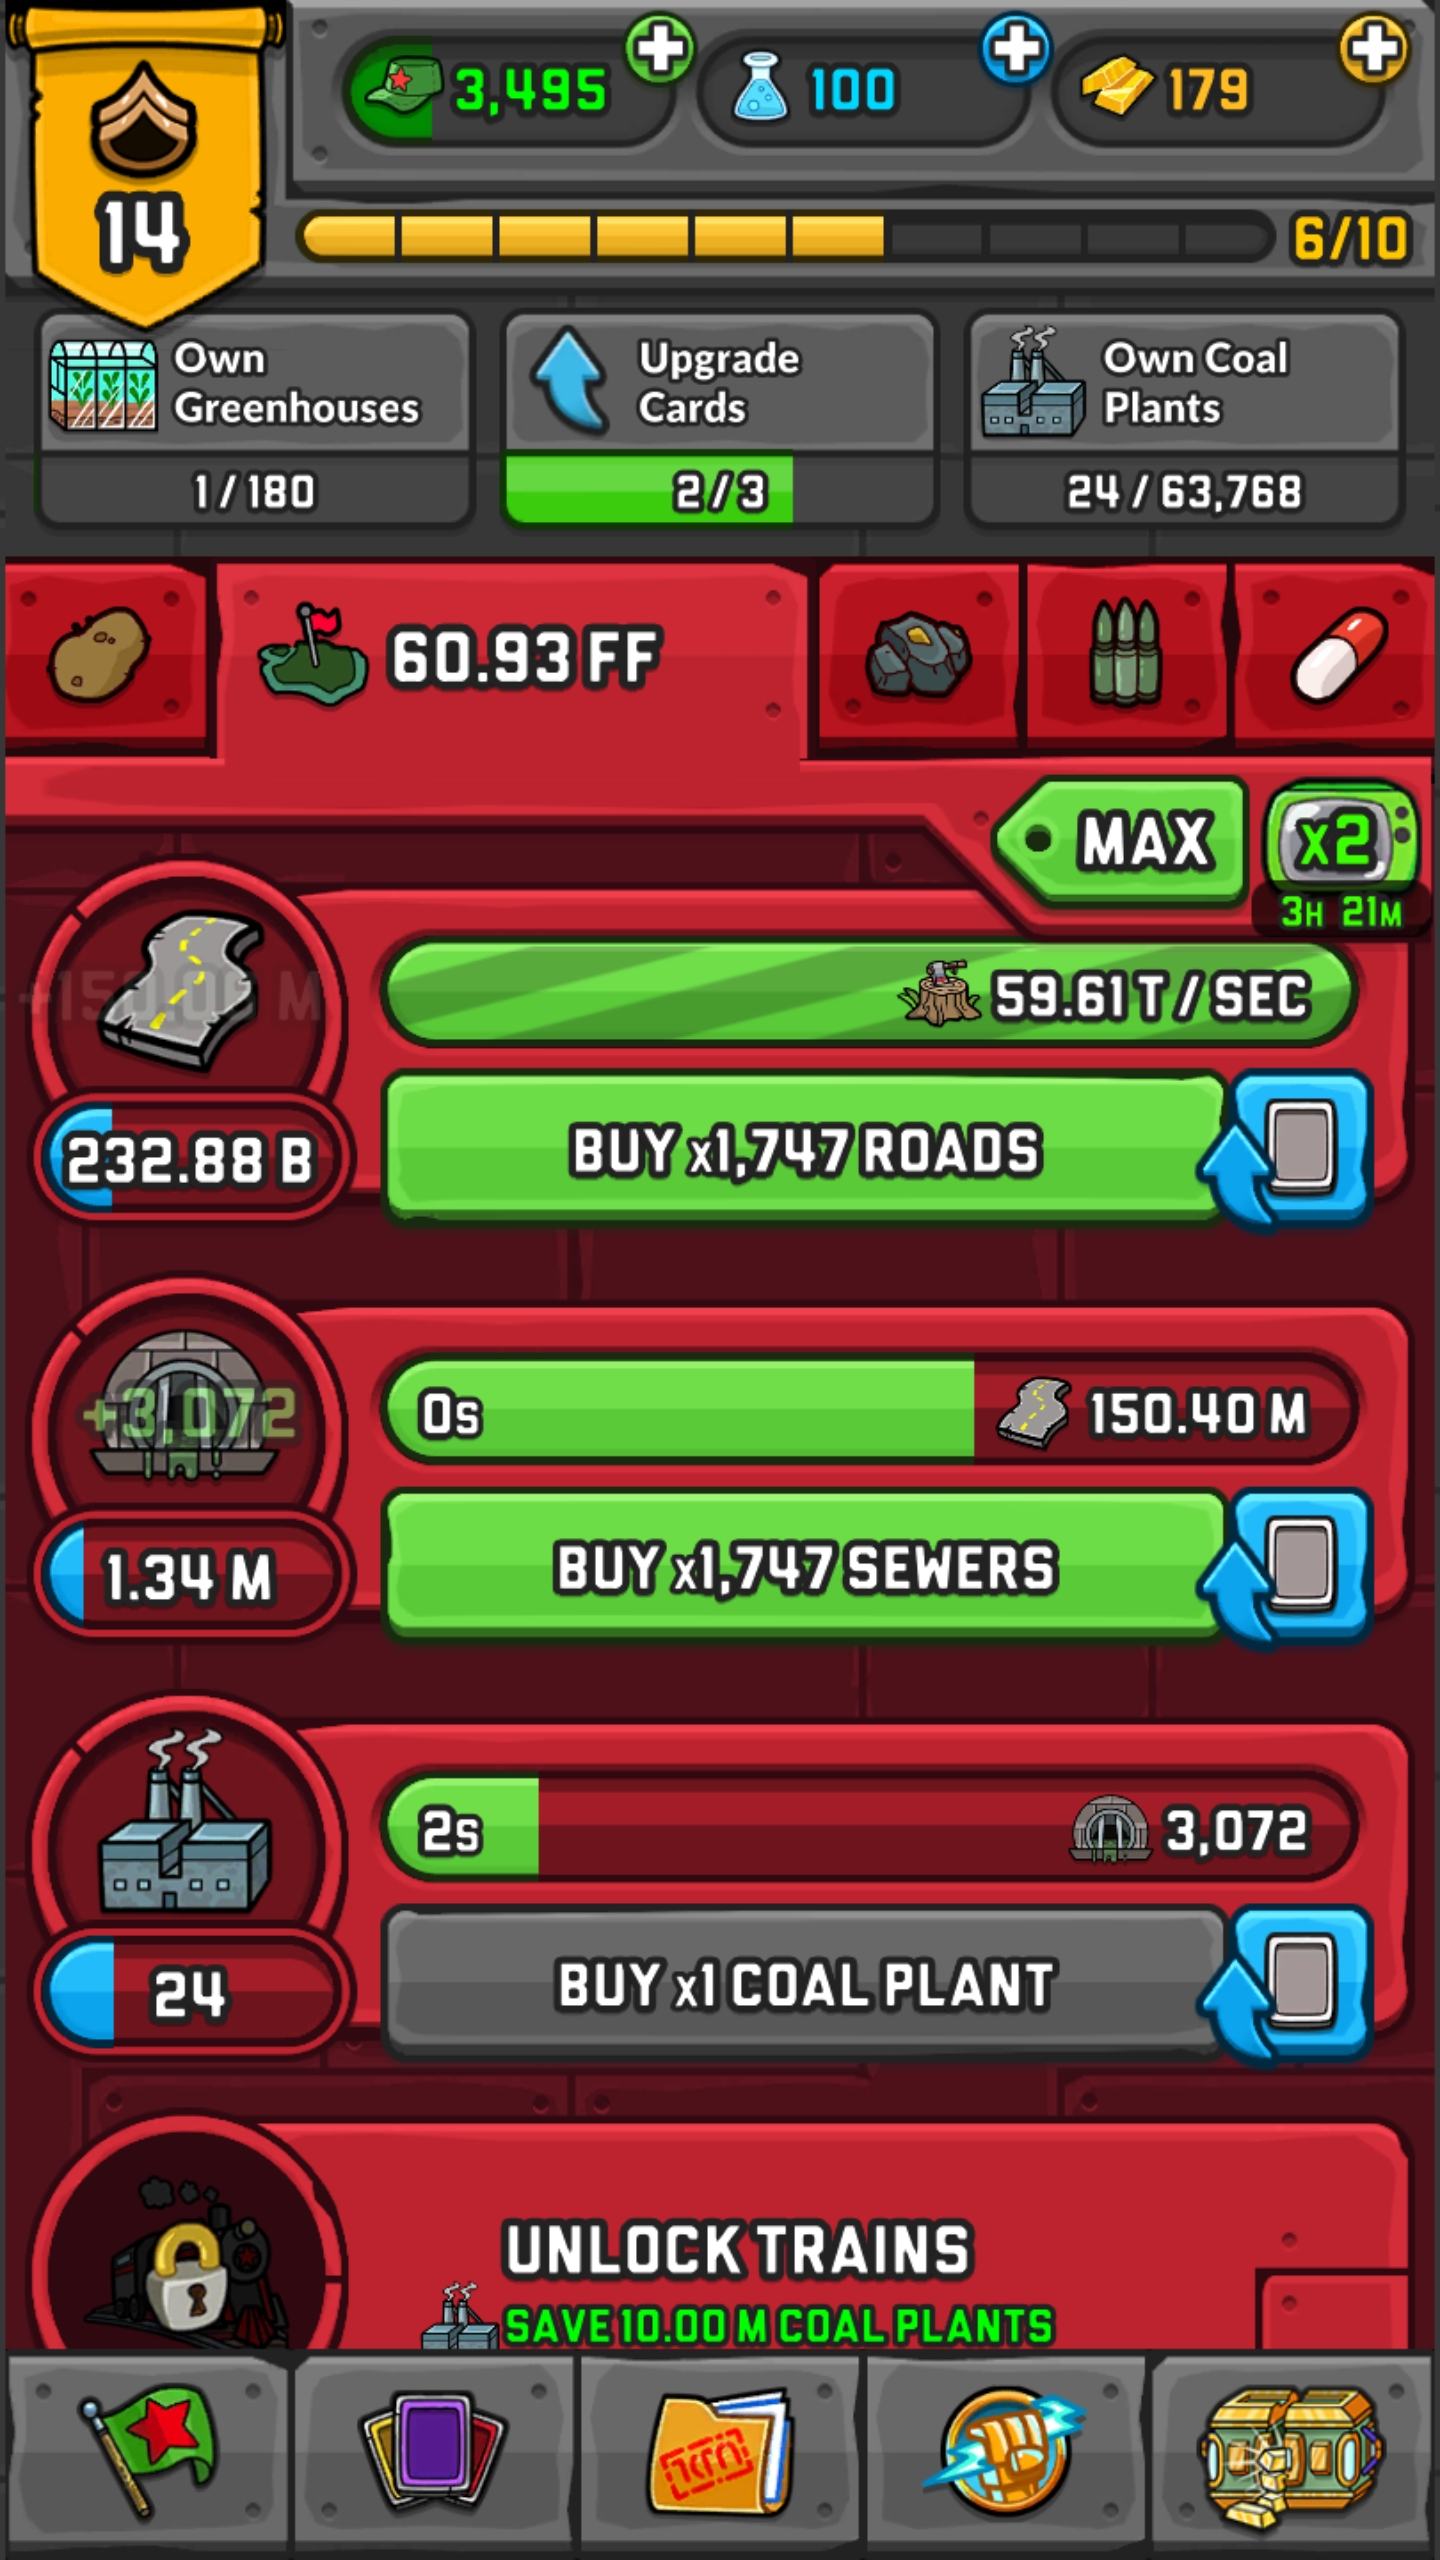 3,495
100
179
14
6/10
Own
Greenhouses
1/180
Upgrade
Cards
2/3
Own Coal
Plants
24/63,768
60.93 FF
MAX
x2
3H 21M
+150.08 M
59.61 T / SEC
232.88 B
BUY x1,747 ROADS
+3,072
0s
150.40 M
1.34 M
BUY x1,747 SEWERS
2s
3,072
24
BUY x1 COAL PLANT
UNLOCK TRAINS
SAVE 10.00 M COAL PLANTS